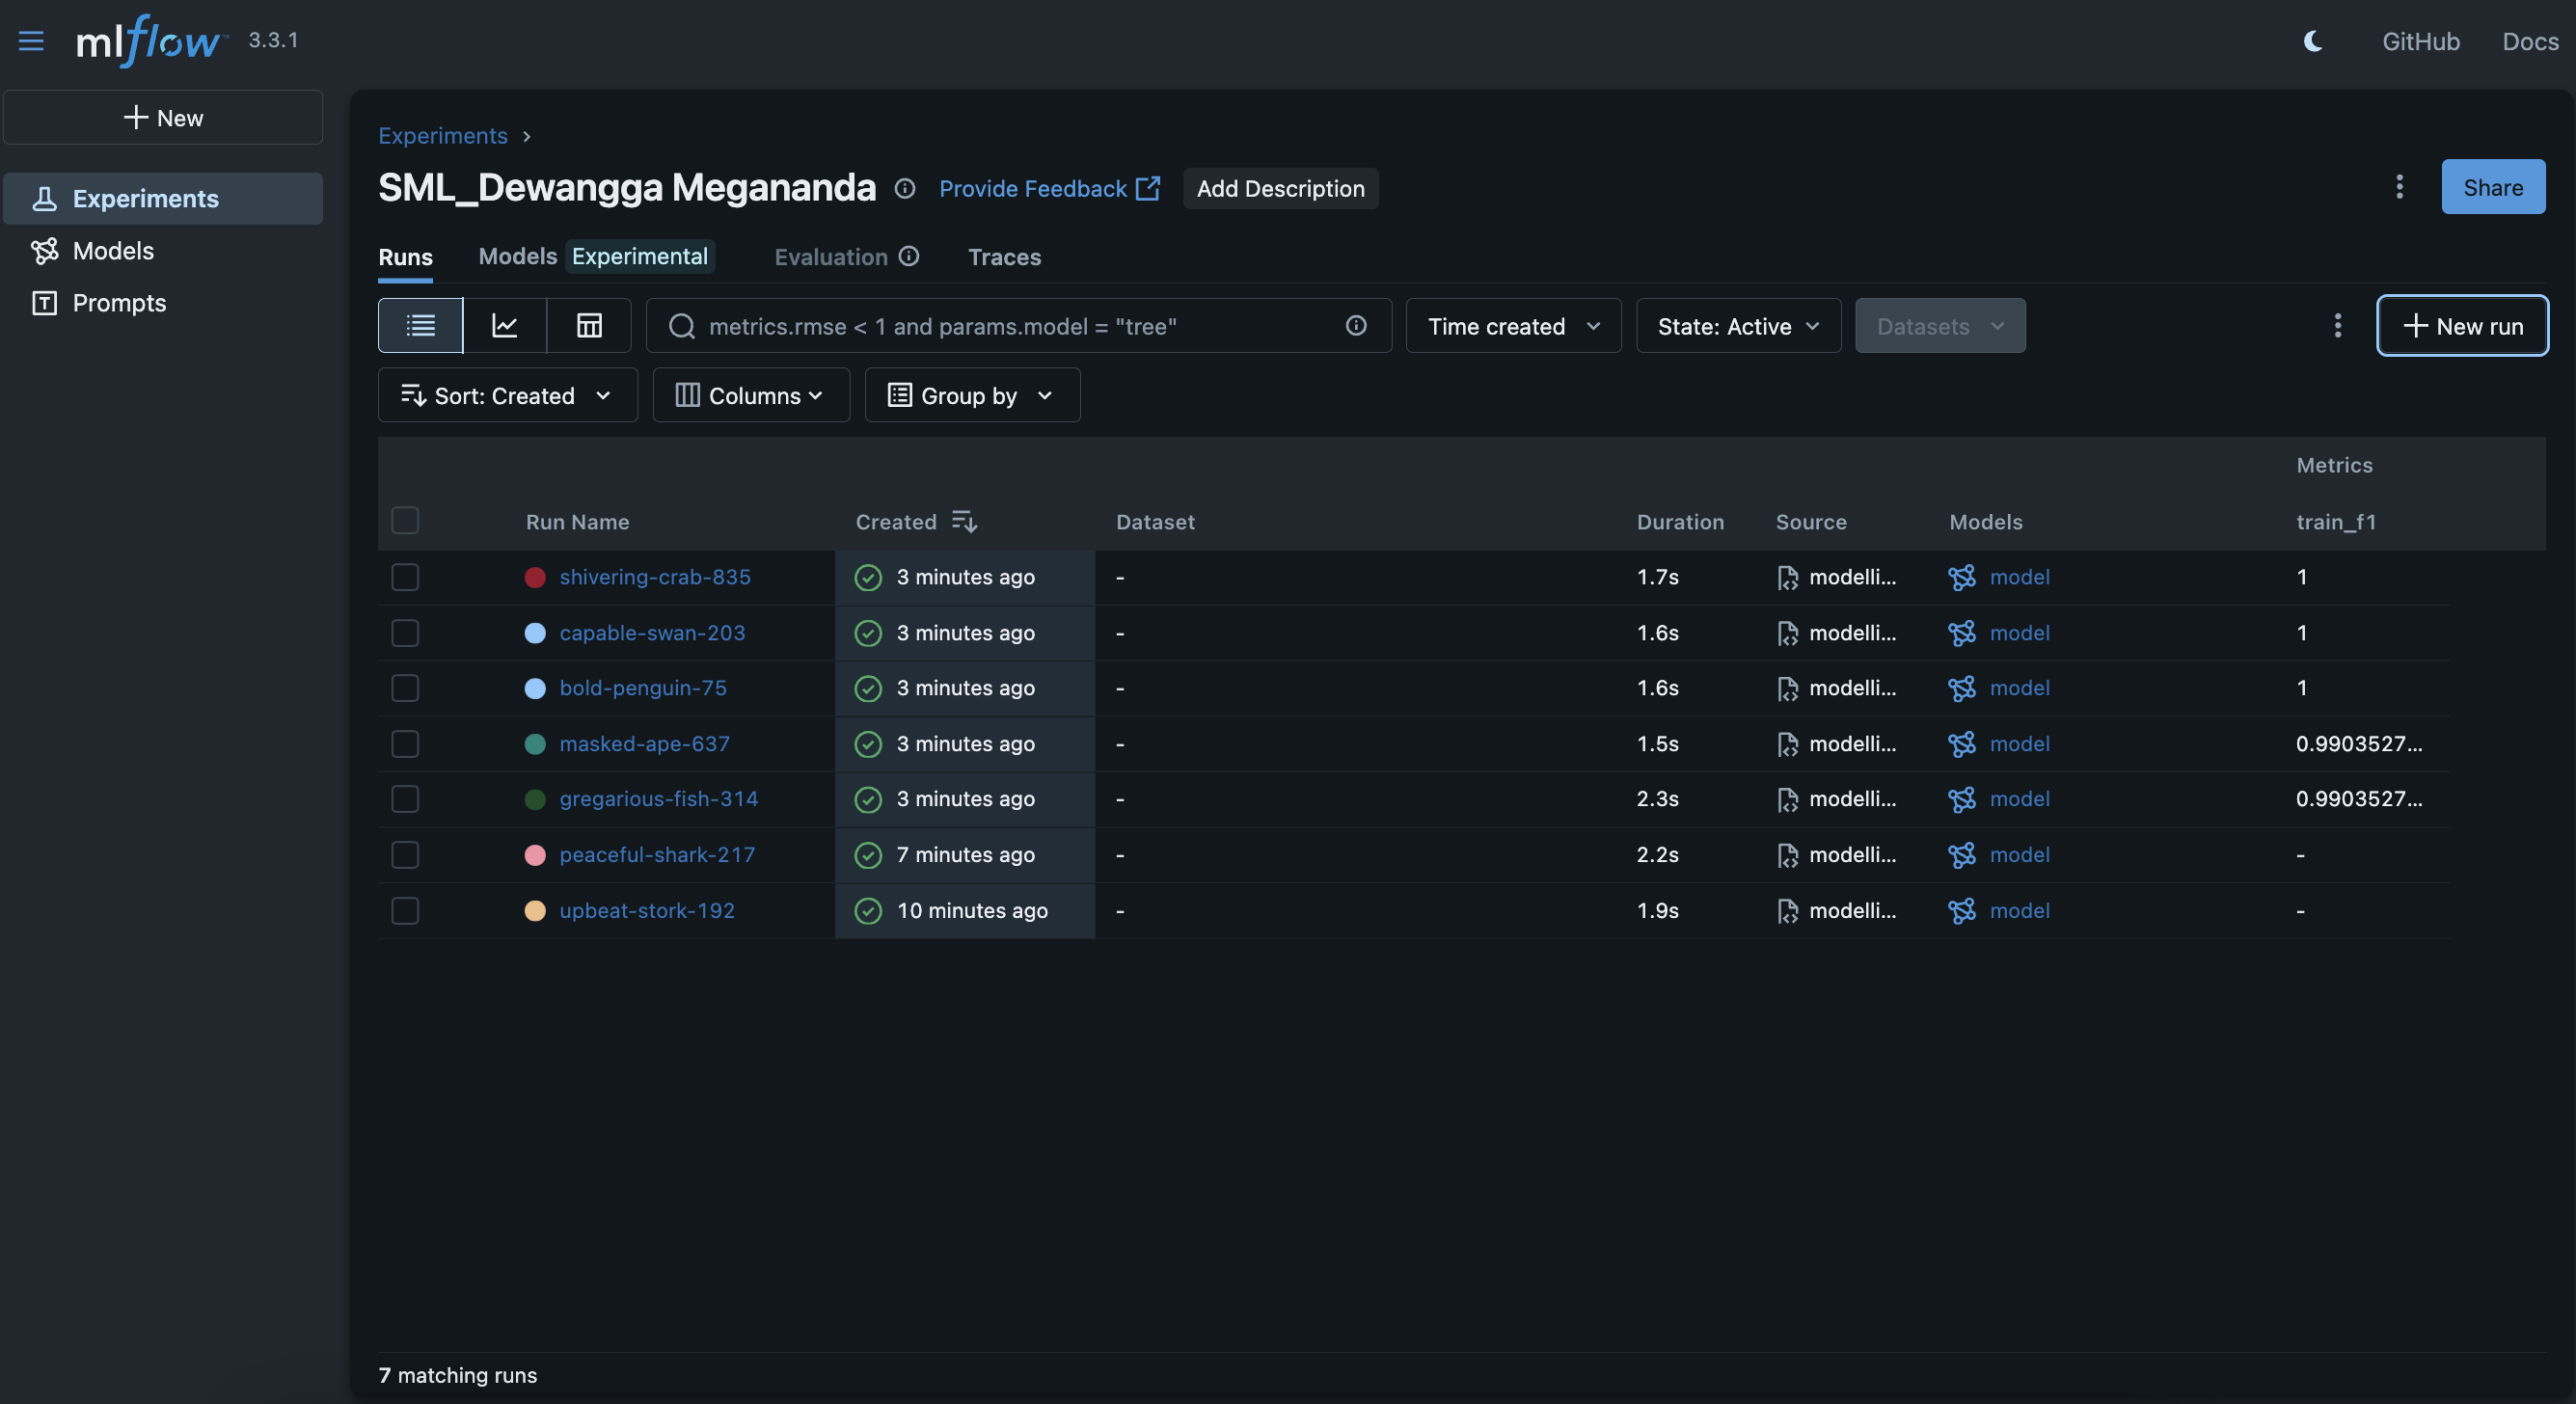 mlflow™ 3.3.1 GitHub Docs
New
Experiments
Models
Prompts
Experiments
SML_Dewangga Megananda Provide Feedback Add Description Share
Runs Models Experimental Evaluation Traces
metrics.rmse < 1 and params.model = "tree" Time created State: Active Datasets New run
Sort: Created Columns Group by
Metrics
Run Name Created Dataset Duration Source Models train_f1
shivering-crab-835 3 minutes ago - 1.7s modelli... model 1
capable-swan-203 3 minutes ago - 1.6s modelli... model 1
bold-penguin-75 3 minutes ago - 1.6s modelli... model 1
masked-ape-637 3 minutes ago - 1.5s modelli... model 0.9903527...
gregarious-fish-314 3 minutes ago - 2.3s modelli... model 0.9903527...
peaceful-shark-217 7 minutes ago - 2.2s modelli... model -
upbeat-stork-192 10 minutes ago - 1.9s modelli... model -
7 matching runs